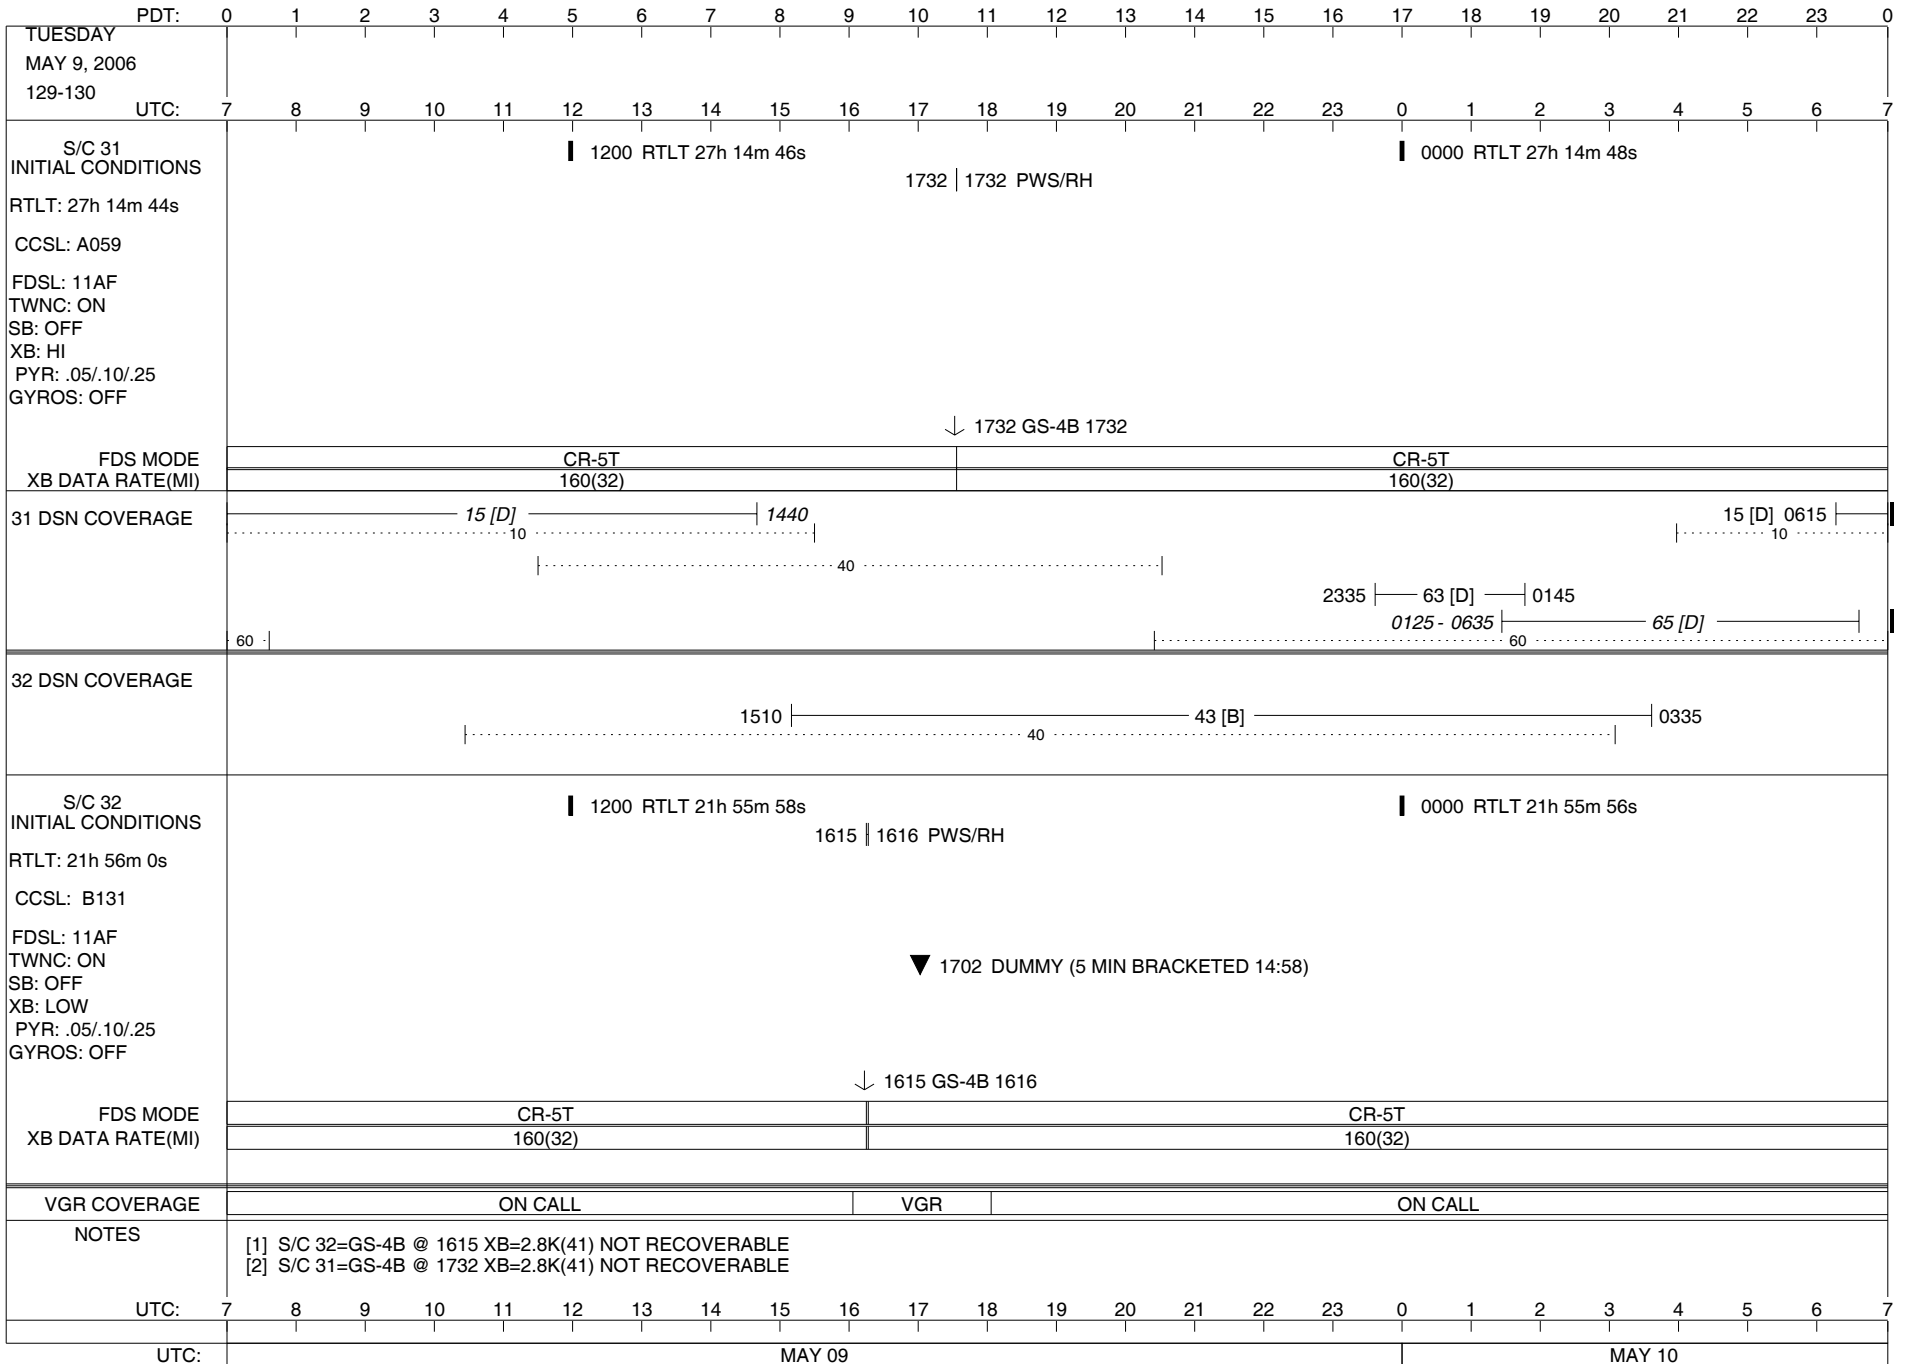 PDT: 0 1 2 3 4 5 6 7 8 9 10 11 12 13 14 15 16 17 18 19 20 21 22 23 0
TUESDAY
MAY 9, 2006
129-130
UTC: 7 8 9 10 11 12 13 14 15 16 17 18 19 20 21 22 23 0 1 2 3 4 5 6 7
S/C 31
INITIAL CONDITIONS
1200 RTLT 27h 14m 46s
0000 RTLT 27h 14m 48s
1732 1732 PWS/RH
RTLT: 27h 14m 44s
CCSL: A059
FDSL: 11AF
TWNC: ON
SB: OFF
XB: HI
PYR: .05/.10/.25
GYROS: OFF
1732 GS-4B 1732
FDS MODE CR-5T CR-5T
XB DATA RATE(MI) 160(32) 160(32)
31 DSN COVERAGE 15 [D] 1440 15 [D] 0615
10 10
40
2335 63 [D] 0145
0125 - 0635 65 [D]
60 60
32 DSN COVERAGE
1510 43 [B] 0335
40
S/C 32
INITIAL CONDITIONS
1200 RTLT 21h 55m 58s
0000 RTLT 21h 55m 56s
1615 1616 PWS/RH
RTLT: 21h 56m 0s
CCSL: B131
FDSL: 11AF
TWNC: ON
SB: OFF
XB: LOW
PYR: .05/.10/.25
GYROS: OFF
1702 DUMMY (5 MIN BRACKETED 14:58)
1615 GS-4B 1616
FDS MODE CR-5T CR-5T
XB DATA RATE(MI) 160(32) 160(32)
VGR COVERAGE ON CALL VGR ON CALL
NOTES
[1] S/C 32=GS-4B @ 1615 XB=2.8K(41) NOT RECOVERABLE
[2] S/C 31=GS-4B @ 1732 XB=2.8K(41) NOT RECOVERABLE
UTC: 7 8 9 10 11 12 13 14 15 16 17 18 19 20 21 22 23 0 1 2 3 4 5 6 7
UTC: MAY 09 MAY 10